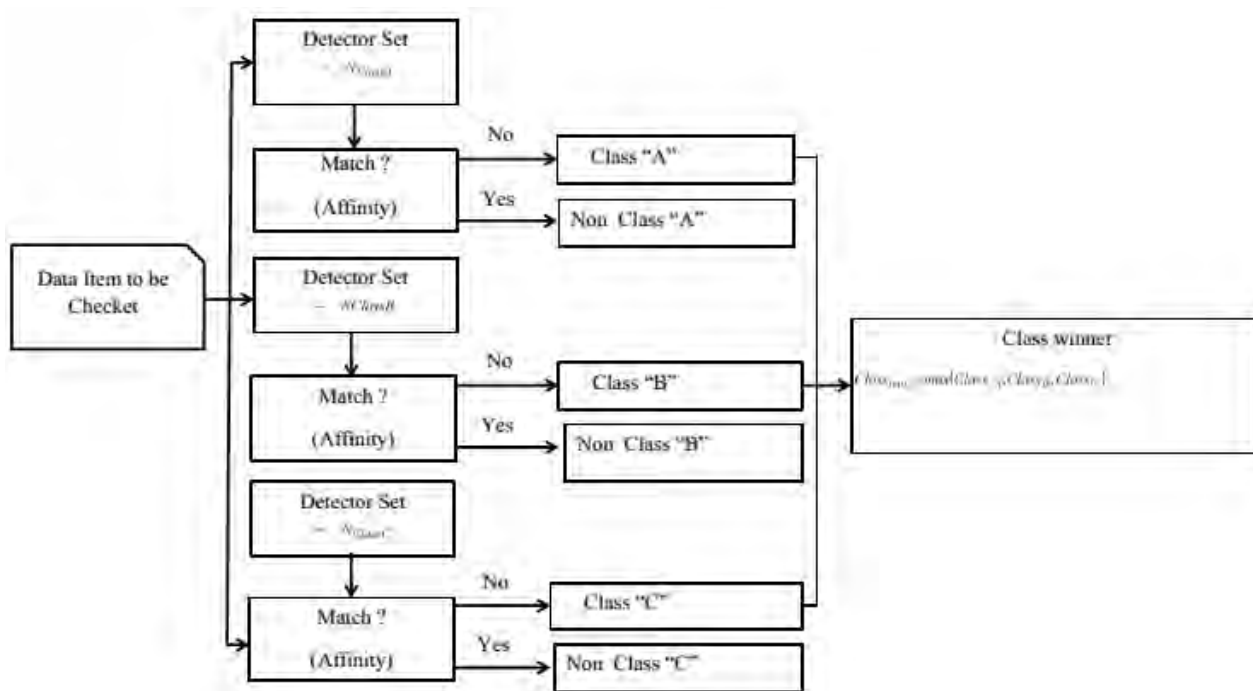 Detector Set
No
Class “A”
Match ?
(Affinity)
Yes
Non Class “A”
Data Item to be
Checket
Detector Set
No
Class “B”
Match ?
(Affinity)
Yes
Non Class “B”
Class winner
Detector Set
No
Class “C”
Match ?
(Affinity)
Yes
Non Class “C”